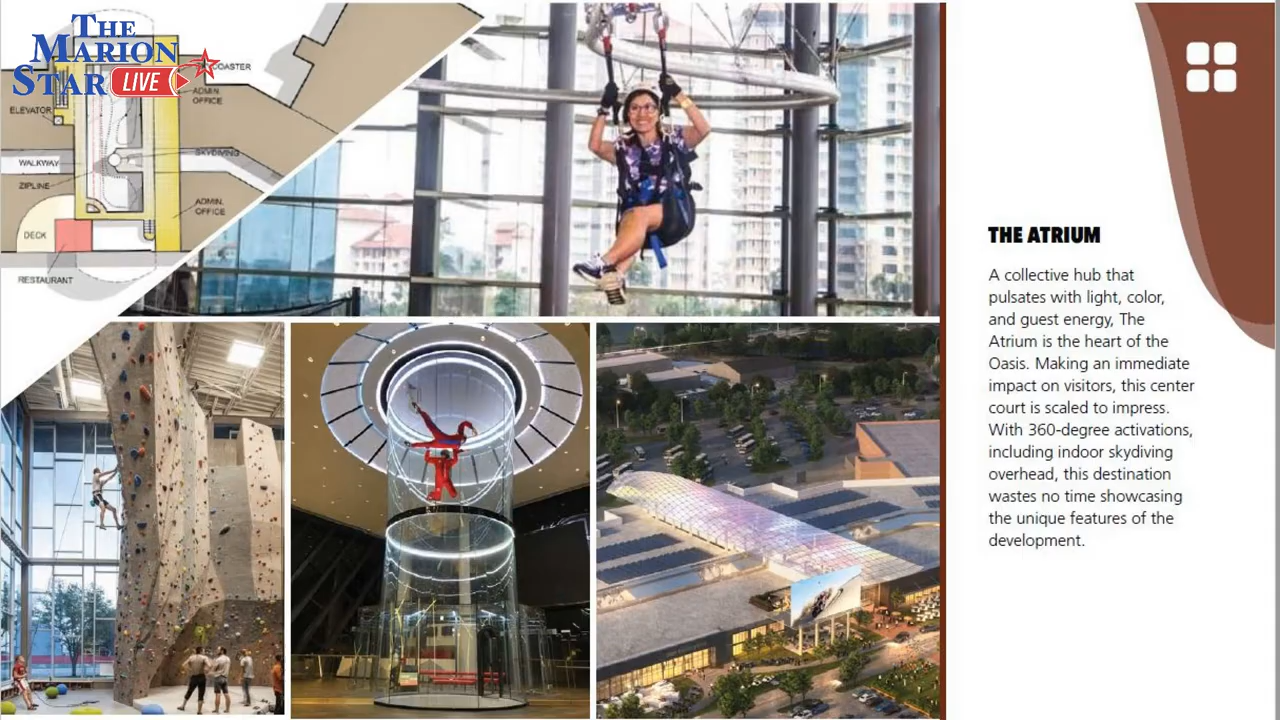 THE
MARION
STAR LIVE
COASTER
ADMIN
OFFICE
ELEVATOR
SKYDIVING
WALKWAY
ZIPLINE
ADMIN.
OFFICE
DECK
RESTAURANT
THE ATRIUM
A collective hub that
pulsates with light, color,
and guest energy, The
Atrium is the heart of the
Oasis. Making an immediate
impact on visitors, this center
court is scaled to impress.
With 360-degree activations,
including indoor skydiving
overhead, this destination
wastes no time showcasing
the unique features of the
development.